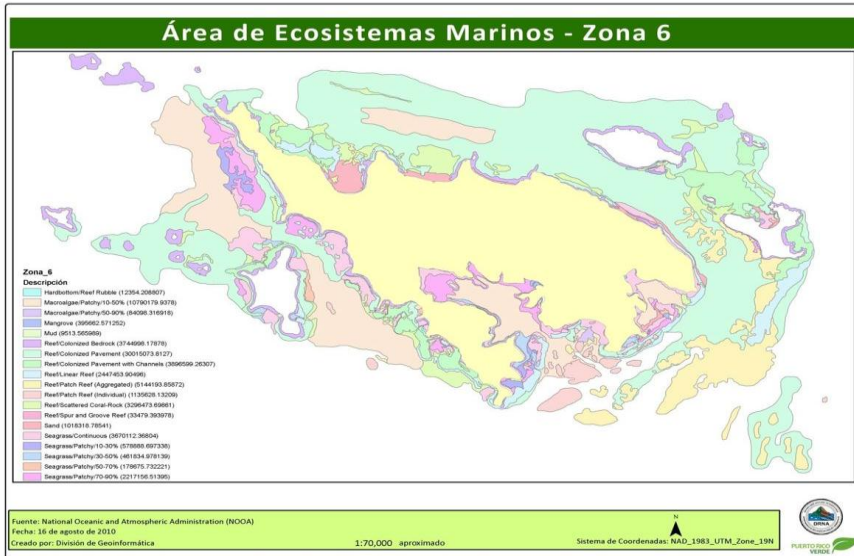 Área de Ecosistemas Marinos - Zona 6
Zona_6
Descripción
Hardbottom/Reef Rubble (12354.208807)
Macroalgae/Patchy/10-50% (10790179.9378)
Macroalgae/Patchy/50-90% (84098.316918)
Mangrove (395662.571252)
Mud (9513.565969)
Reef/Colonized Bedrock (3744998.17878)
Reef/Colonized Pavement (30015073.8127)
Reef/Colonized Pavement with Channels (3896599.26307)
Reef/Linear Reef (2447453.90496)
Reef/Patch Reef (Aggregated) (5144193.85872)
Reef/Patch Reef (Individual) (1135628.13209)
Reef/Scattered Coral-Rock (3296473.69661)
Reef/Spur and Groove Reef (33479.393978)
Sand (1018318.78541)
Seagrass/Continuous (3670112.36804)
Seagrass/Patchy/10-30% (578888.697338)
Seagrass/Patchy/30-50% (461834.978139)
Seagrass/Patchy/50-70% (178675.732221)
Seagrass/Patchy/70-90% (2217156.51395)
Fuente: National Oceanic and Atmospheric Administration (NOOA)
Fecha: 16 de agosto de 2010
Creado por: División de Geoinformática
1:70,000 aproximado
N
Sistema de Coordenadas: NAD_1983_UTM_Zone_19N
DRNA
PUERTO RICO
VERDE